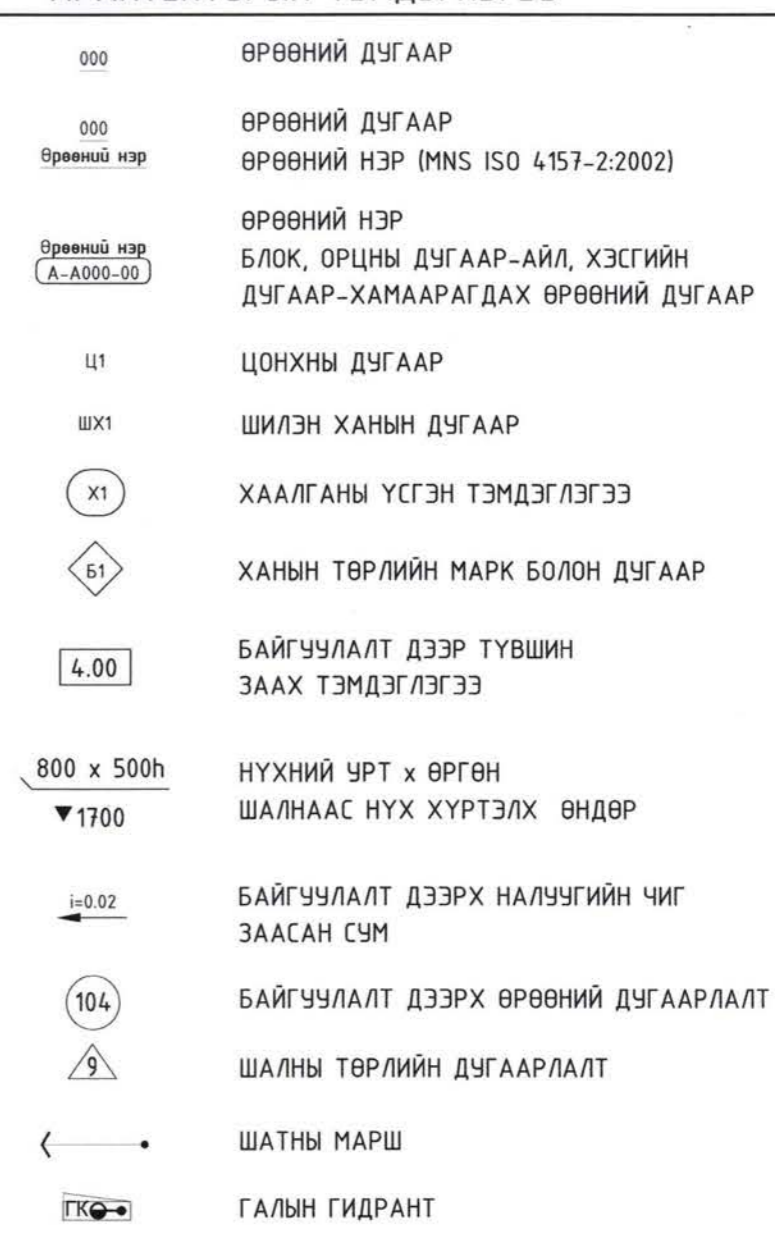 000 ӨРӨӨНИЙ ДУГААР
000 ӨРӨӨНИЙ ДУГААР
Өрөөний нэр ӨРӨӨНИЙ НЭР (MNS ISO 4157-2:2002)
ӨРӨӨНИЙ НЭР
Өрөөний нэр БЛОК, ОРЦНЫ ДУГААР-АЙЛ, ХЭСГИЙН
A-A000-00 ДУГААР-ХАМААРАГДАХ ӨРӨӨНИЙ ДУГААР
Ц1 ЦОНХНЫ ДУГААР
ШХ1 ШИЛЭН ХАНЫН ДУГААР
Х1 ХААЛГАНЫ ҮСГЭН ТЭМДЭГЛЭГЭЭ
Б1 ХАНЫН ТӨРЛИЙН МАРК БОЛОН ДУГААР
4.00 БАЙГУУЛАЛТ ДЭЭР ТҮВШИН
ЗААХ ТЭМДЭГЛЭГЭЭ
800 x 500h НҮХНИЙ УРТ x ӨРГӨН
▼1700 ШАЛНААС НҮХ ХҮРТЭЛХ ӨНДӨР
i=0.02 БАЙГУУЛАЛТ ДЭЭРХ НАЛУУГИЙН ЧИГ
ЗААСАН СУМ
104 БАЙГУУЛАЛТ ДЭЭРХ ӨРӨӨНИЙ ДУГААРЛАЛТ
9 ШАЛНЫ ТӨРЛИЙН ДУГААРЛАЛТ
ШАТНЫ МАРШ
ГК ГАЛЫН ГИДРАНТ